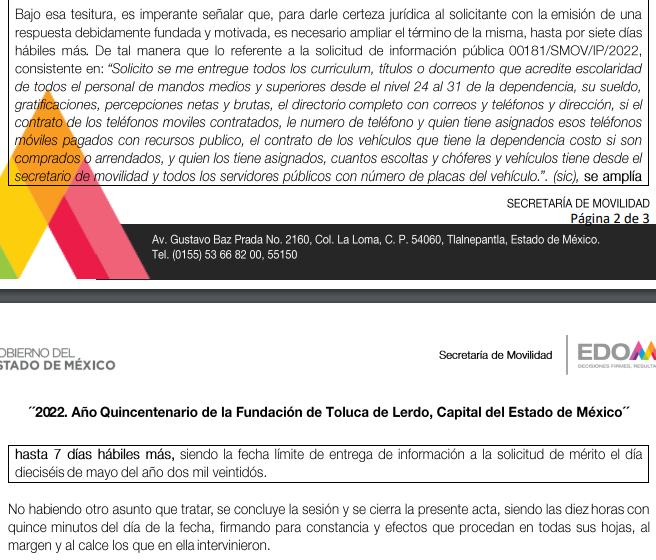 Bajo esa tesitura, es imperante señalar que, para darle certeza jurídica al solicitante con la emisión de una
respuesta debidamente fundada y motivada, es necesario ampliar el término de la misma, hasta por siete días
hábiles más. De tal manera que lo referente a la solicitud de información pública 00181/SMOV/IP/2022,
consistente en: “Solicito se me entregue todos los curriculum, títulos o documento que acredite escolaridad
de todos el personal de mandos medios y superiores desde el nivel 24 al 31 de la dependencia, su sueldo,
gratificaciones, percepciones netas y brutas, el directorio completo con correos y teléfonos y dirección, si el
contrato de los teléfonos moviles contratados, le numero de teléfono y quien tiene asignados esos teléfonos
móviles pagados con recursos publico, el contrato de los vehículos que tiene la dependencia costo si son
comprados o arrendados, y quien los tiene asignados, cuantos escoltas y chóferes y vehículos tiene desde el
secretario de movilidad y todos los servidores públicos con número de placas del vehículo.”. (sic), se amplía
SECRETARÍA DE MOVILIDAD
Página 2 de 3
Av. Gustavo Baz Prada No. 2160, Col. La Loma, C. P. 54060, Tlalnepantla, Estado de México.
Tel. (0155) 53 66 82 00, 55150
OBIERNO DEL
STADO DE MÉXICO
Secretaría de Movilidad
EDOM
DECISIONES FIRMES, RESULTA
´´2022. Año Quincentenario de la Fundación de Toluca de Lerdo, Capital del Estado de México´´
hasta 7 días hábiles más, siendo la fecha límite de entrega de información a la solicitud de mérito el día
dieciséis de mayo del año dos mil veintidós.
No habiendo otro asunto que tratar, se concluye la sesión y se cierra la presente acta, siendo las diez horas con
quince minutos del día de la fecha, firmando para constancia y efectos que procedan en todas sus hojas, al
margen y al calce los que en ella intervinieron.